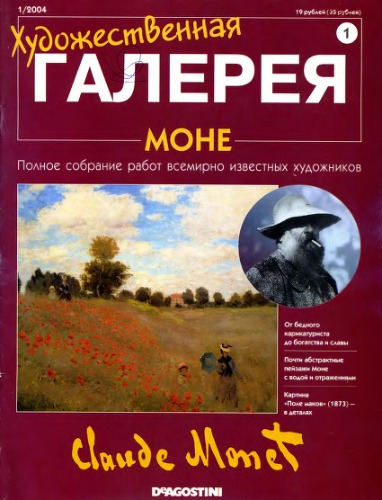 1/2004
19 рублей (35 рублей)
Художественная
1
ГАЛЕРЕЯ
МОНЕ
Полное собрание работ всемирно известных художников
От бедного
карикатуриста
до богатства и славы
Почти абстрактные
пейзажи Моне
с водой и отражениями
Картина
«Поле маков» (1873) —
в деталях
Claude Monet
DEAGOSTINI